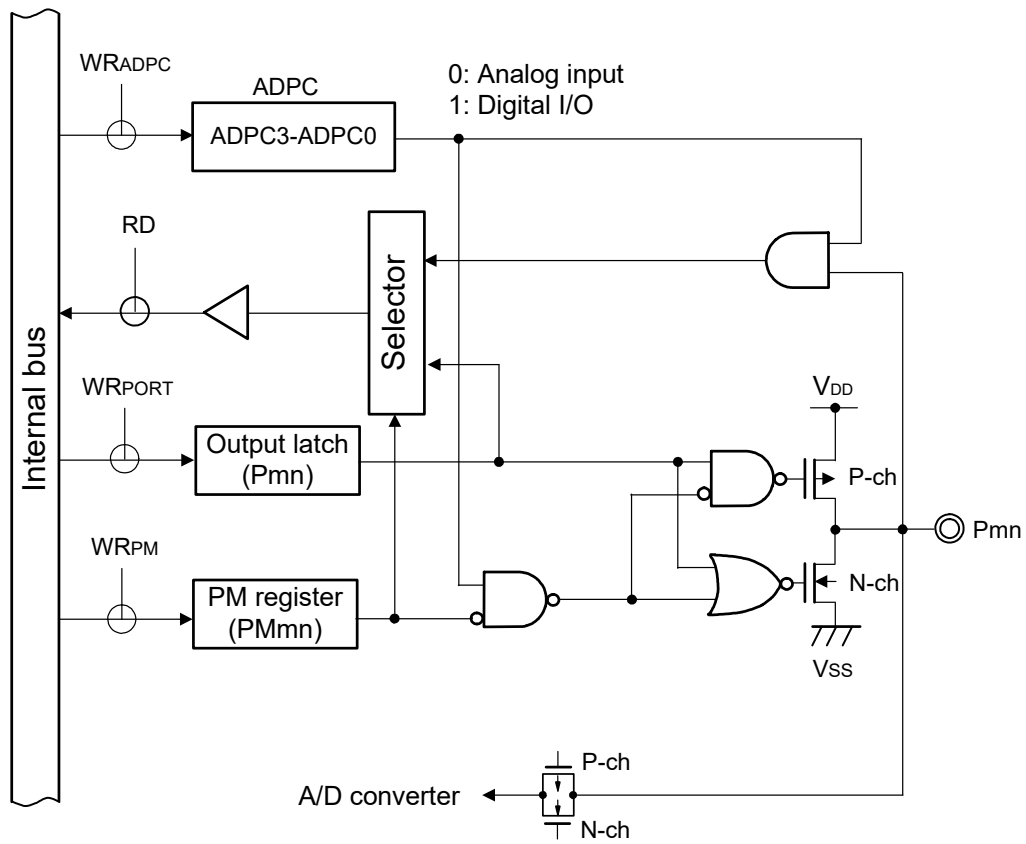 WRADPC
ADPC
0: Analog input
1: Digital I/O
ADPC3-ADPC0
RD
Selector
Internal bus
WRPORT
Output latch
(Pmn)
VDD
P-ch
Pmn
WRPM
PM register
(PMmn)
N-ch
VSS
P-ch
A/D converter
N-ch